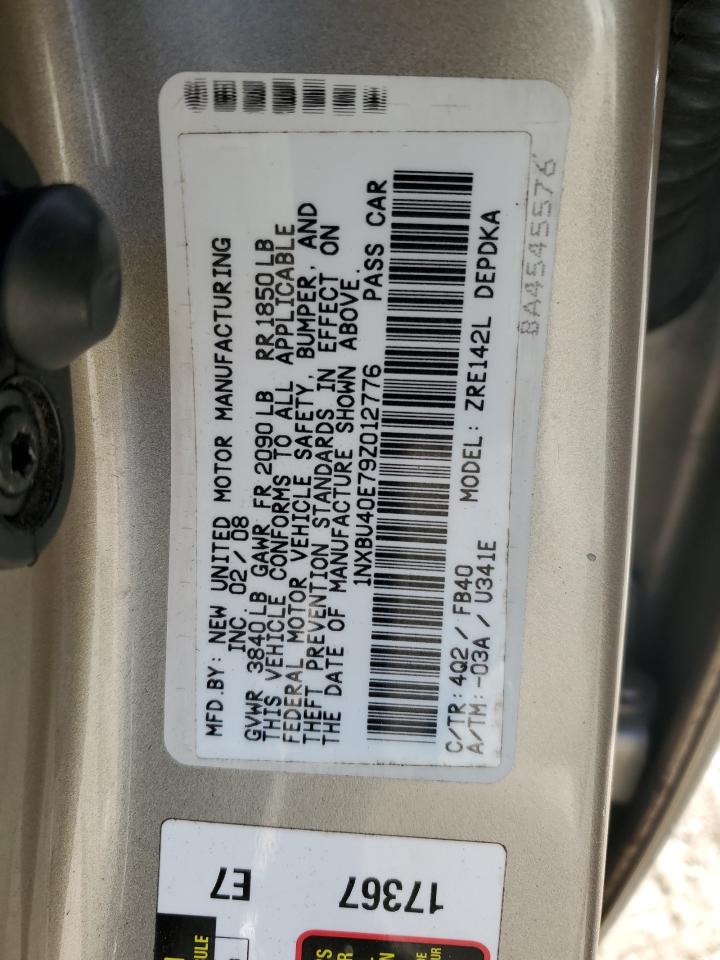 MFD.BY: NEW UNITED MOTOR MANUFACTURING
INC. 02/08
GVWR 3840LB GAWR FR 2090LB RR1850LB
THIS VEHICLE CONFORMS TO ALL APPLICABLE
FEDERAL MOTOR VEHICLE SAFETY, BUMPER, AND
THEFT PREVENTION STANDARDS IN EFFECT ON
THE DATE OF MANUFACTURE SHOWN ABOVE.
1NXBU40E79Z012776 PASS CAR
C/TR: 4Q2/FB40 MODEL: ZRE142L DEPDKA
A/TM:-03A/U341E
BA4545576
E7
17367